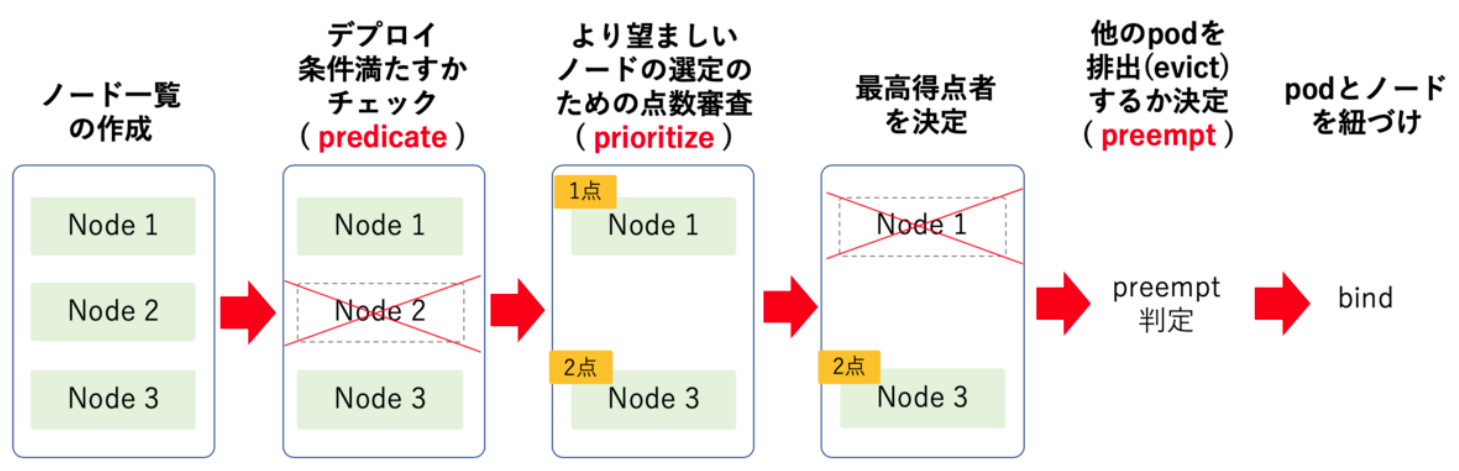 ノード一覧
の作成
Node 1
Node 2
Node 3
デプロイ
条件満たすか
チェック
( predicate )
Node 1
Node 2
Node 3
より望ましい
ノードの選定の
ための点数審査
( prioritize )
1点
Node 1
2点
Node 3
最高得点者
を決定
Node 1
2点
Node 3
他のpodを
排出(evict)
するか決定
( preempt )
preempt
判定
podとノード
を紐づけ
bind